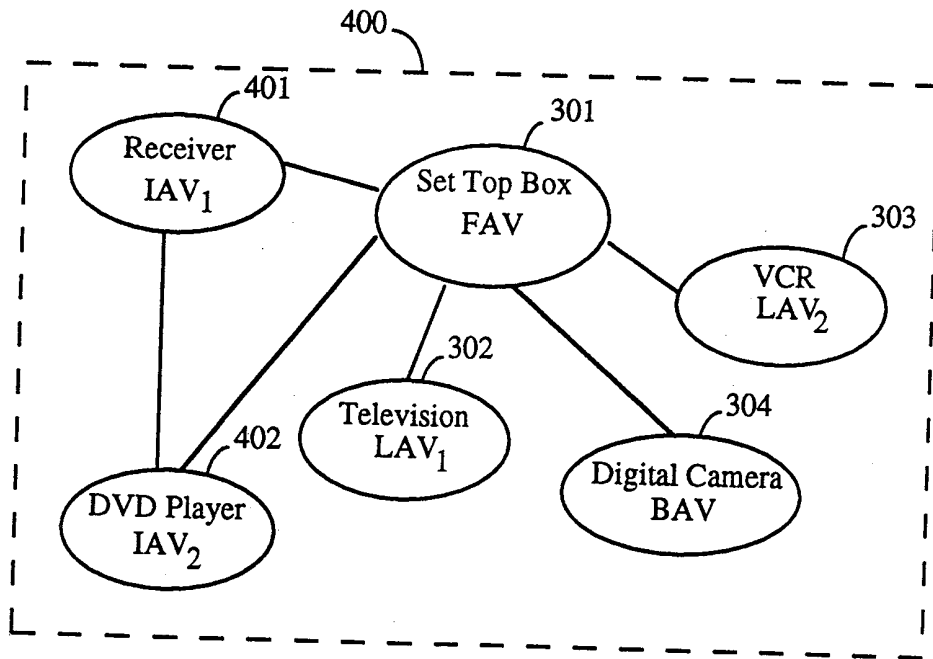 400
401
Receiver
IAV1
301
Set Top Box
FAV
303
VCR
LAV2
302
Television
LAV1
304
Digital Camera
BAV
402
DVD Player
IAV2